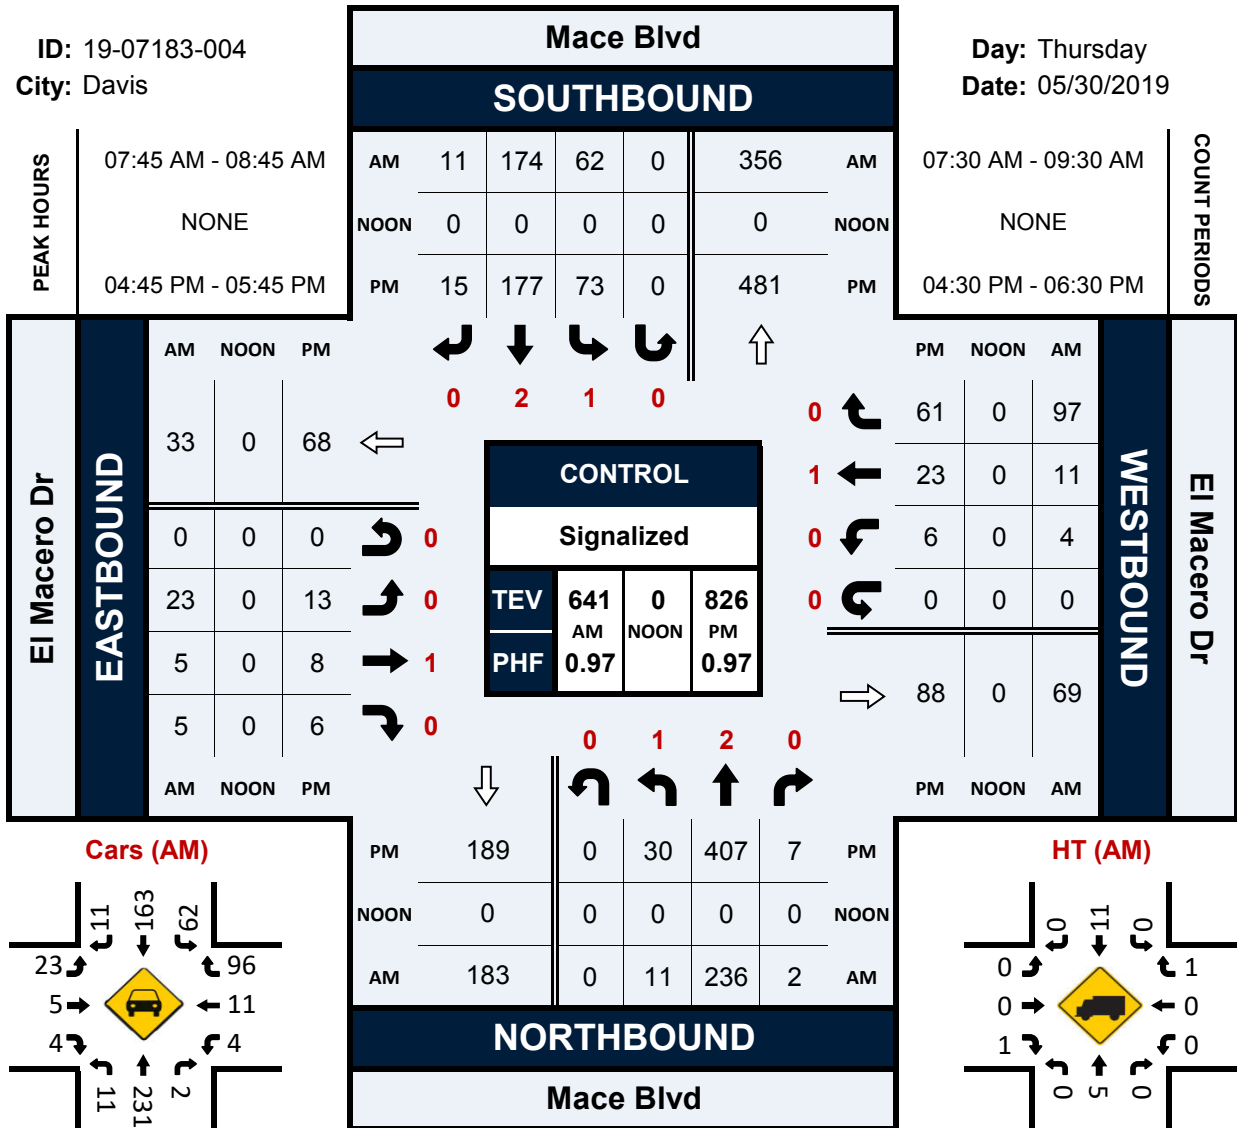 ID: 19-07183-004
City: Davis
Mace Blvd
SOUTHBOUND
Day: Thursday
Date: 05/30/2019
PEAK HOURS
07:45 AM - 08:45 AM
NONE
04:45 PM - 05:45 PM
AM 11 174 62 0 356 AM
NOON 0 0 0 0 0 NOON
PM 15 177 73 0 481 PM
0 2 1 0
07:30 AM - 09:30 AM
NONE
04:30 PM - 06:30 PM
COUNT PERIODS
El Macero Dr
EASTBOUND
AM NOON PM
33 0 68
0 0 0 0
23 0 13 0
5 0 8 1
5 0 6 0
AM NOON PM
CONTROL
Signalized
TEV 641 0 826
AM NOON PM
PHF 0.97 0.97
PM NOON AM
0 61 0 97
1 23 0 11
0 6 0 4
0 0 0 0
88 0 69
PM NOON AM
WESTBOUND
El Macero Dr
0 1 2 0
PM 189 0 30 407 7 PM
NOON 0 0 0 0 0 NOON
AM 183 0 11 236 2 AM
NORTHBOUND
Mace Blvd
Cars (AM)
11 163 62
23 96
5 11
4 4
11 231 2
HT (AM)
0 11 0
0 1
0 0
1 0
0 5 0